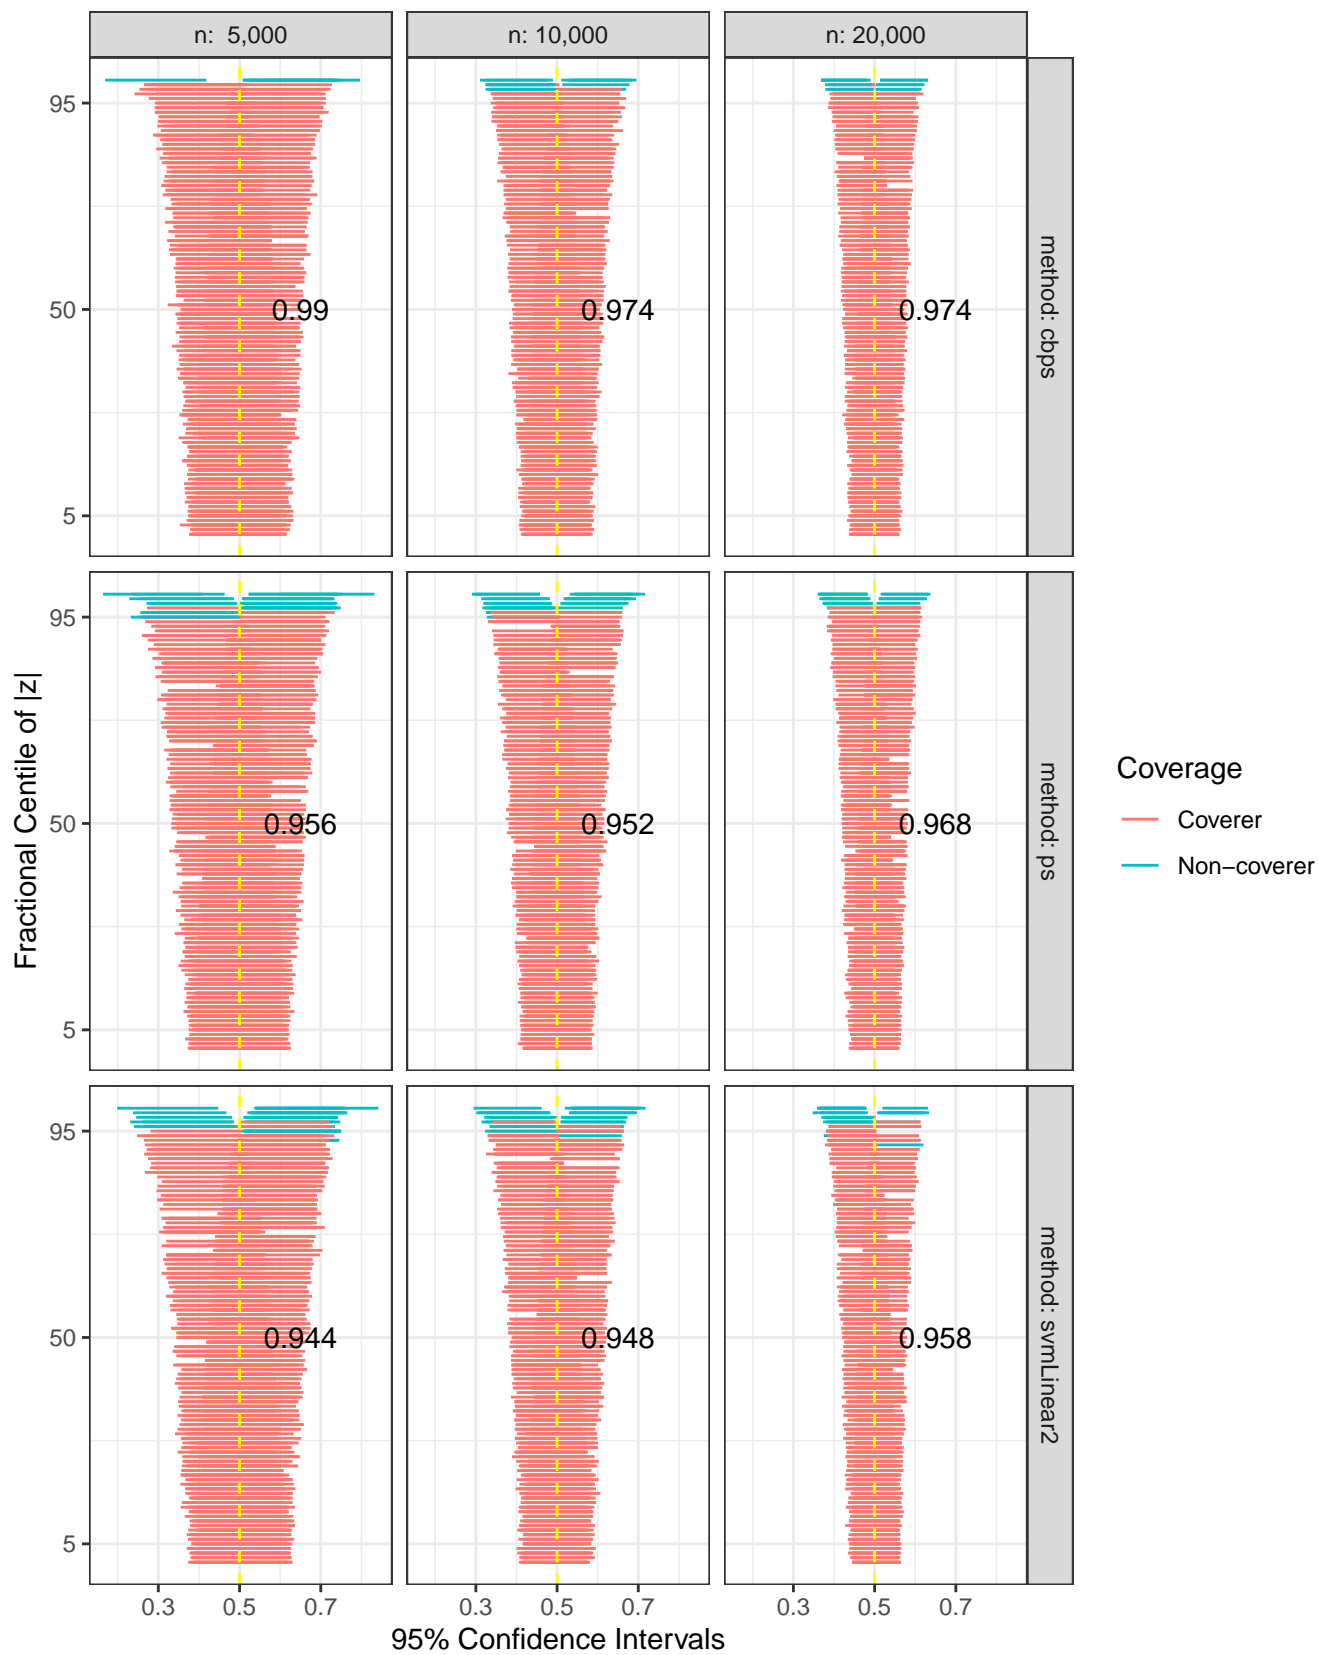 n:  5,000
n: 10,000
n: 20,000
95
0.99
0.974
0.974
50
5
method: cbps
95
0.956
0.952
0.968
50
5
method: ps
Fractional Centile of |z|
Coverage
Coverer
Non−coverer
95
0.944
0.948
0.958
50
5
method: svmLinear2
0.3 0.5 0.7
0.3 0.5 0.7
0.3 0.5 0.7
95% Confidence Intervals